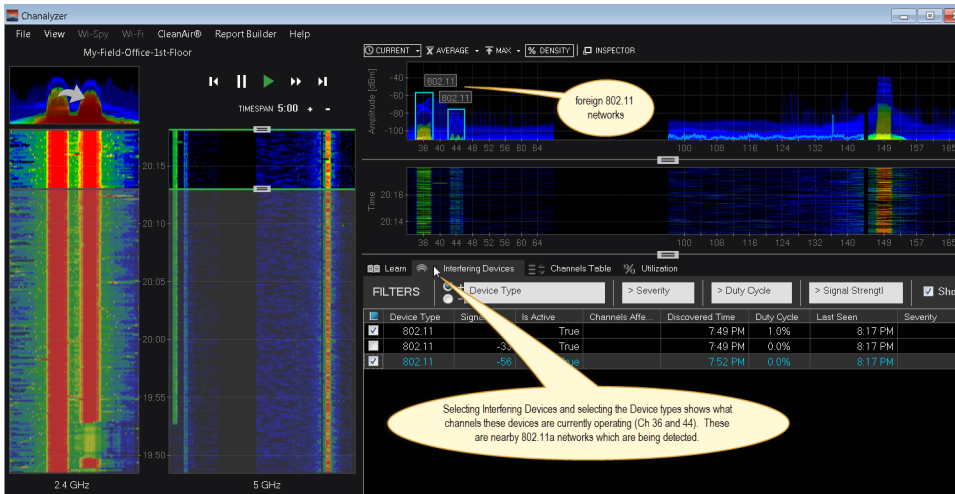 Chanalyzer
File View Wi-Spy Wi-Fi CleanAir® Report Builder Help
My-Field-Office-1st-Floor
TIMESPAN 5:00 + -
20:15
20:10
20:05
20:00
19:55
19:50
2.4 GHz 5 GHz
CURRENT AVERAGE MAX % DENSITY INSPECTOR
Amplitude [dBm]
-40
-60
-80
-100
802.11
802.11
foreign 802.11
networks
36 40 44 48 52 56 60 64 100 108 116 124 132 140 149 157 165
Time
20:16
20:14
36 40 44 48 52 56 60 64 100 108 116 124 132 140 149 157 165
Learn Interfering Devices Channels Table % Utilization
FILTERS + - Device Type > Severity > Duty Cycle > Signal Strengtl
Device Type Is Active Channels Affe... Discovered Time Duty Cycle Last Seen Severity
802.11 True 7:49 PM 1.0% 8:17 PM
802.11 True 7:49 PM 0.0% 8:17 PM
802.11 -56 7:52 PM 0.0% 8:17 PM
Selecting Interfering Devices and selecting the Device types shows what
channels these devices are currently operating (Ch 36 and 44). These
are nearby 802.11a networks which are being detected.